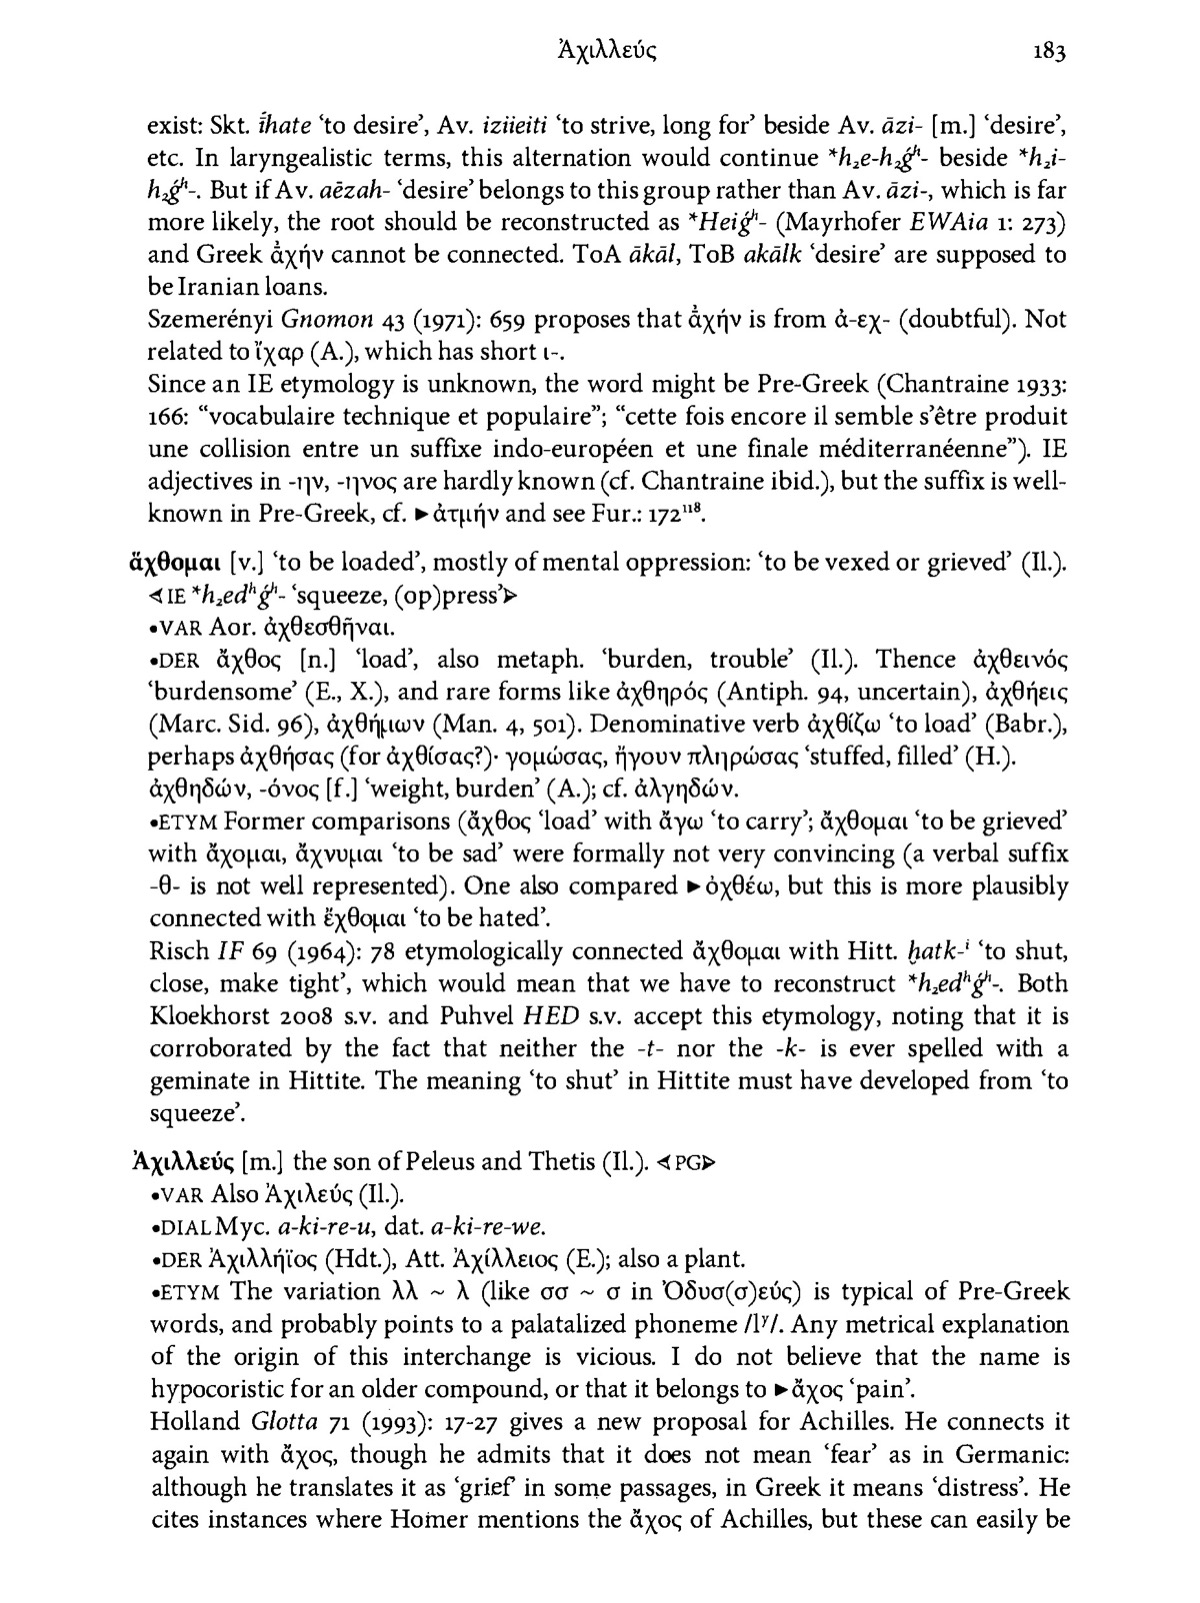 Ἀχιλλεύς 183
exist: Skt. ī́hate ‘to desire’, Av. iziieiti ‘to strive, long for’ beside Av. āzi- [m.] ‘desire’,
etc. In laryngealistic terms, this alternation would continue *h₂e-h₂ǵʰ- beside *h₂i-
h₂ǵʰ-. But if Av. aēzah- ‘desire’ belongs to this group rather than Av. āzi-, which is far
more likely, the root should be reconstructed as *Heiǵʰ- (Mayrhofer EWAia 1: 273)
and Greek ἀ̄χήν cannot be connected. ToA ākāl, ToB akālk ‘desire’ are supposed to
be Iranian loans.
Szemerényi Gnomon 43 (1971): 659 proposes that ἀ̄χήν is from ἀ-εχ- (doubtful). Not
related to ἴχαρ (A.), which has short ι-.
Since an IE etymology is unknown, the word might be Pre-Greek (Chantraine 1933:
166: “vocabulaire technique et populaire”; “cette fois encore il semble s’être produit
une collision entre un suffixe indo-européen et une finale méditerranéenne”). IE
adjectives in -ην, -ηνος are hardly known (cf. Chantraine ibid.), but the suffix is well-
known in Pre-Greek, cf. ►ἀτμήν and see Fur.: 172¹¹⁸.
ἄχθομαι [v.] ‘to be loaded’, mostly of mental oppression: ‘to be vexed or grieved’ (Il.).
⊲IE *h₂edʰǵʰ- ‘squeeze, (op)press’⊳
•VAR Aor. ἀχθεσθῆναι.
•DER ἄχθος [n.] ‘load’, also metaph. ‘burden, trouble’ (Il.). Thence ἀχθεινός
‘burdensome’ (E., X.), and rare forms like ἀχθηρός (Antiph. 94, uncertain), ἀχθήεις
(Marc. Sid. 96), ἀχθήμων (Man. 4, 501). Denominative verb ἀχθίζω ‘to load’ (Babr.),
perhaps ἀχθήσας (for ἀχθίσας?)· γομώσας, ἤγουν πληρώσας ‘stuffed, filled’ (H.).
ἀχθηδών, -όνος [f.] ‘weight, burden’ (A.); cf. ἀλγηδών.
•ETYM Former comparisons (ἄχθος ‘load’ with ἄγω ‘to carry’; ἄχθομαι ‘to be grieved’
with ἄχομαι, ἄχνυμαι ‘to be sad’ were formally not very convincing (a verbal suffix
-θ- is not well represented). One also compared ►ὀχθέω, but this is more plausibly
connected with ἔχθομαι ‘to be hated’.
Risch IF 69 (1964): 78 etymologically connected ἄχθομαι with Hitt. ḫatk-ⁱ ‘to shut,
close, make tight’, which would mean that we have to reconstruct *h₂edʰǵʰ-. Both
Kloekhorst 2008 s.v. and Puhvel HED s.v. accept this etymology, noting that it is
corroborated by the fact that neither the -t- nor the -k- is ever spelled with a
geminate in Hittite. The meaning ‘to shut’ in Hittite must have developed from ‘to
squeeze’.
Ἀχιλλεύς [m.] the son of Peleus and Thetis (Il.). ⊲PG⊳
•VAR Also Ἀχιλεύς (Il.).
•DIAL Myc. a-ki-re-u, dat. a-ki-re-we.
•DER Ἀχιλλήϊος (Hdt.), Att. Ἀχίλλειος (E.); also a plant.
•ETYM The variation λλ ~ λ (like σσ ~ σ in Ὀδυσ(σ)εύς) is typical of Pre-Greek
words, and probably points to a palatalized phoneme /lʸ/. Any metrical explanation
of the origin of this interchange is vicious. I do not believe that the name is
hypocoristic for an older compound, or that it belongs to ►ἄχος ‘pain’.
Holland Glotta 71 (1993): 17-27 gives a new proposal for Achilles. He connects it
again with ἄχος, though he admits that it does not mean ‘fear’ as in Germanic:
although he translates it as ‘grief’ in some passages, in Greek it means ‘distress’. He
cites instances where Homer mentions the ἄχος of Achilles, but these can easily be